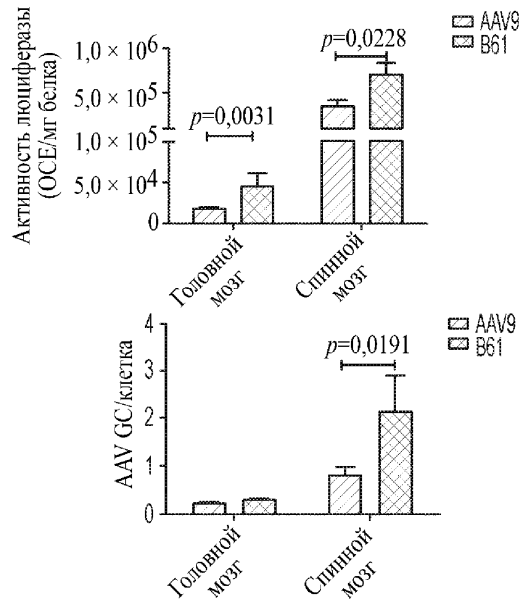 AAV9
B61
Активность люциферазы
(ОСЕ/мг белка)
1,0 × 10⁶
5,0 × 10⁵
1,0 × 10⁵
5,0 × 10⁴
0
p=0,0031
p=0,0228
Головной
мозг
Спинной
мозг
AAV9
B61
AAV GC/клетка
4
3
2
1
0
p=0,0191
Головной
мозг
Спинной
мозг